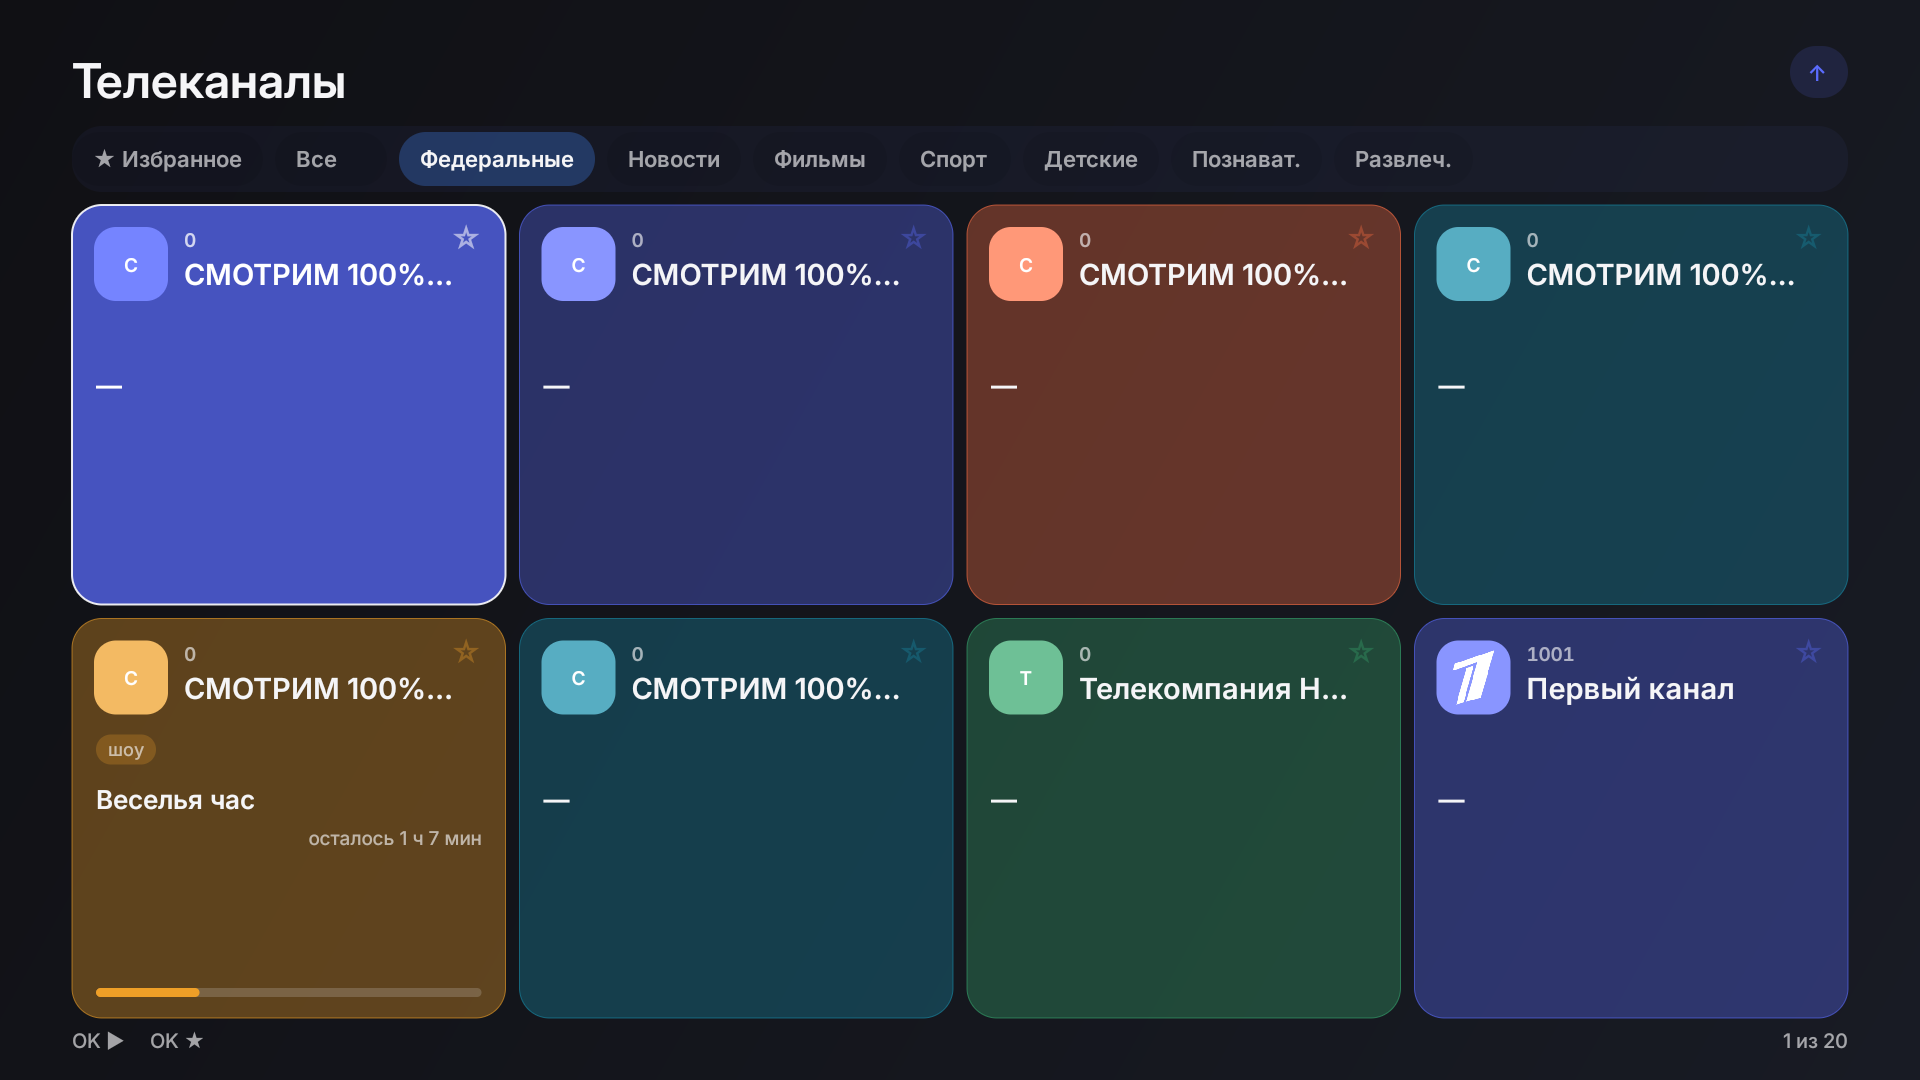 Телеканалы
★ Избранное
Все
Федеральные
Новости
Фильмы
Спорт
Детские
Познават.
Развлеч.
С
0
СМОТРИМ 100%...
—
С
0
СМОТРИМ 100%...
—
С
0
СМОТРИМ 100%...
—
С
0
СМОТРИМ 100%...
—
С
0
СМОТРИМ 100%...
шоу
Веселья час
осталось 1 ч 7 мин
С
0
СМОТРИМ 100%...
—
Т
0
Телекомпания Н...
—
1001
Первый канал
—
OK ▶ OK ★
1 из 20